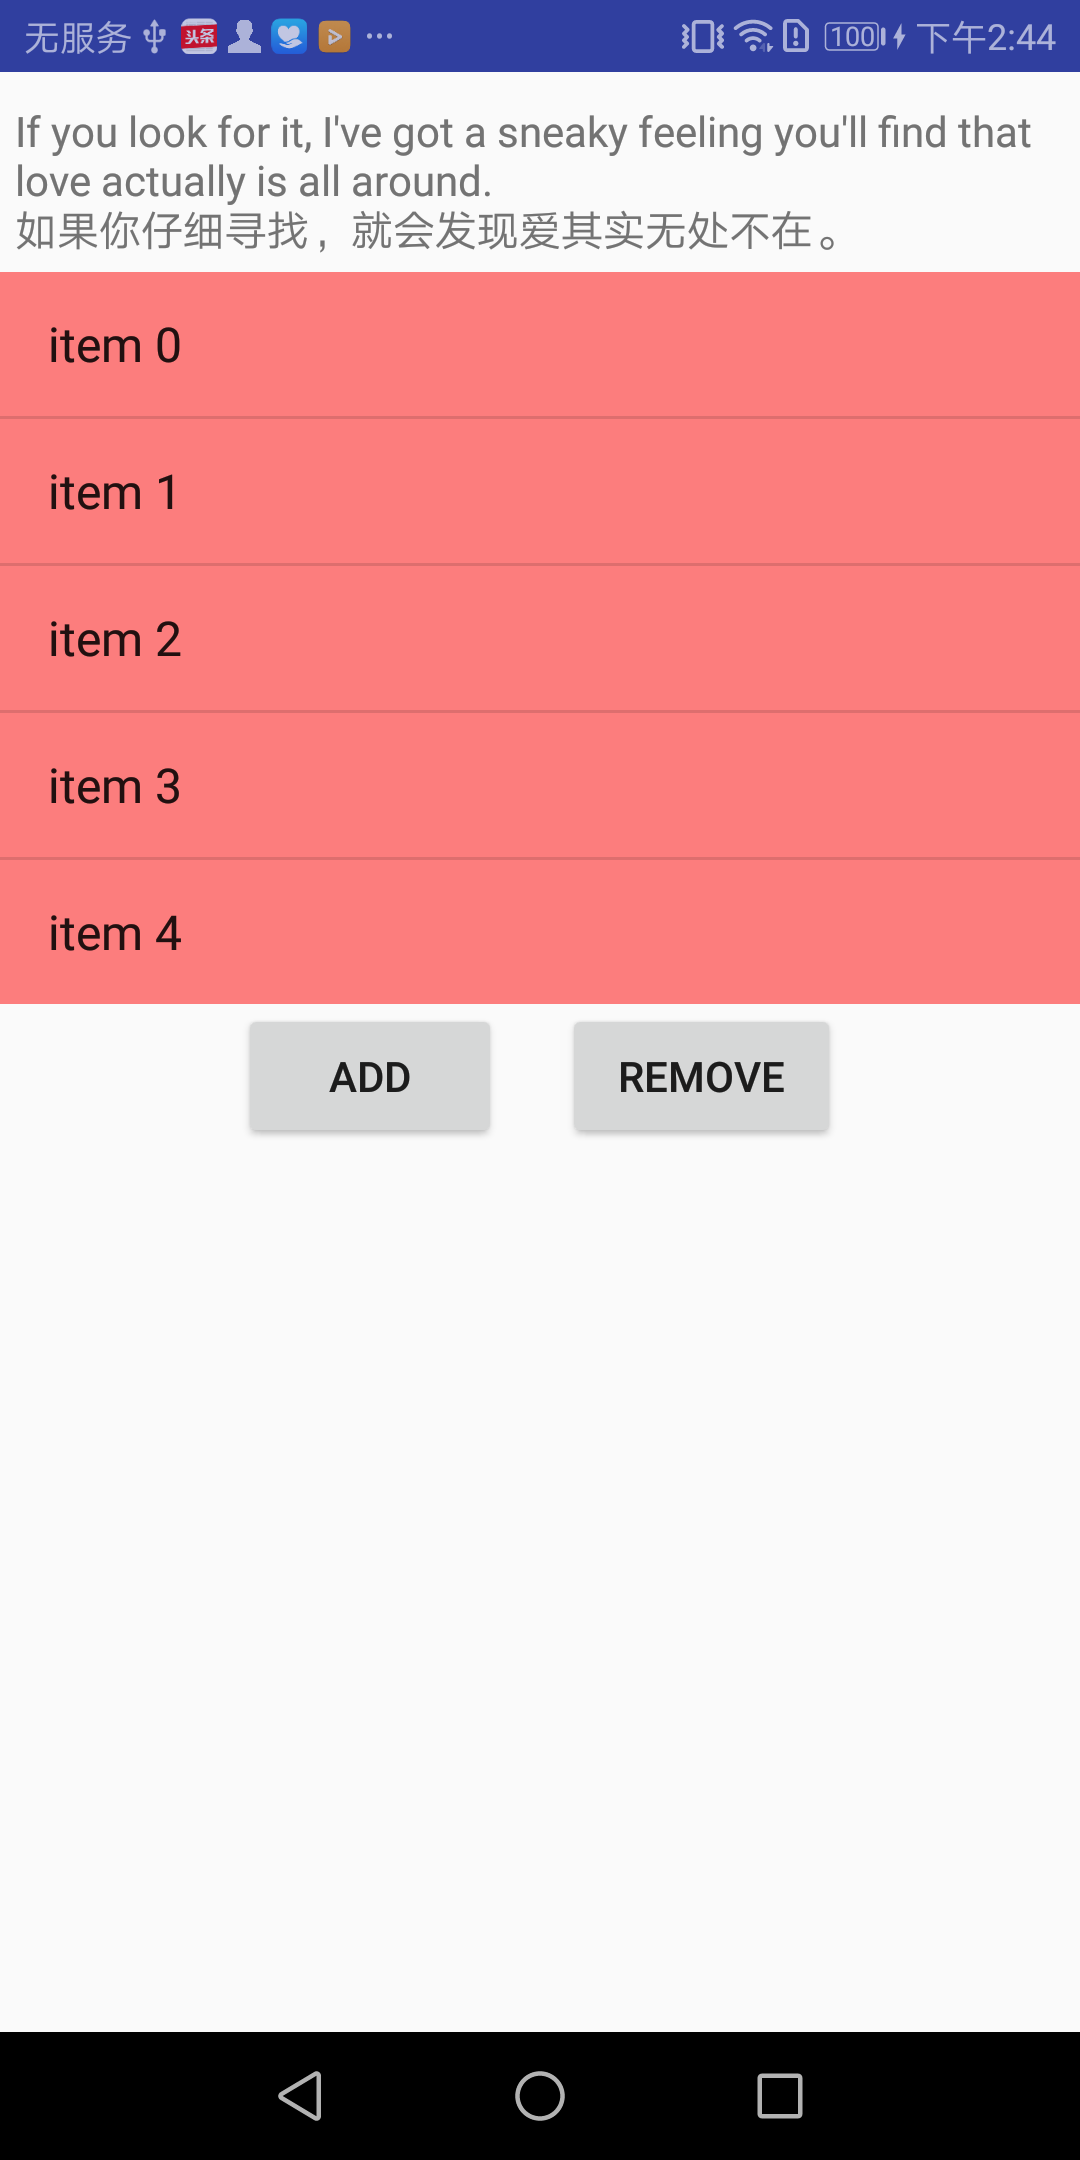 无服务 头条 100 下午2:44
If you look for it, I've got a sneaky feeling you'll find that
love actually is all around.
如果你仔细寻找，就会发现爱其实无处不在。
item 0
item 1
item 2
item 3
item 4
ADD REMOVE